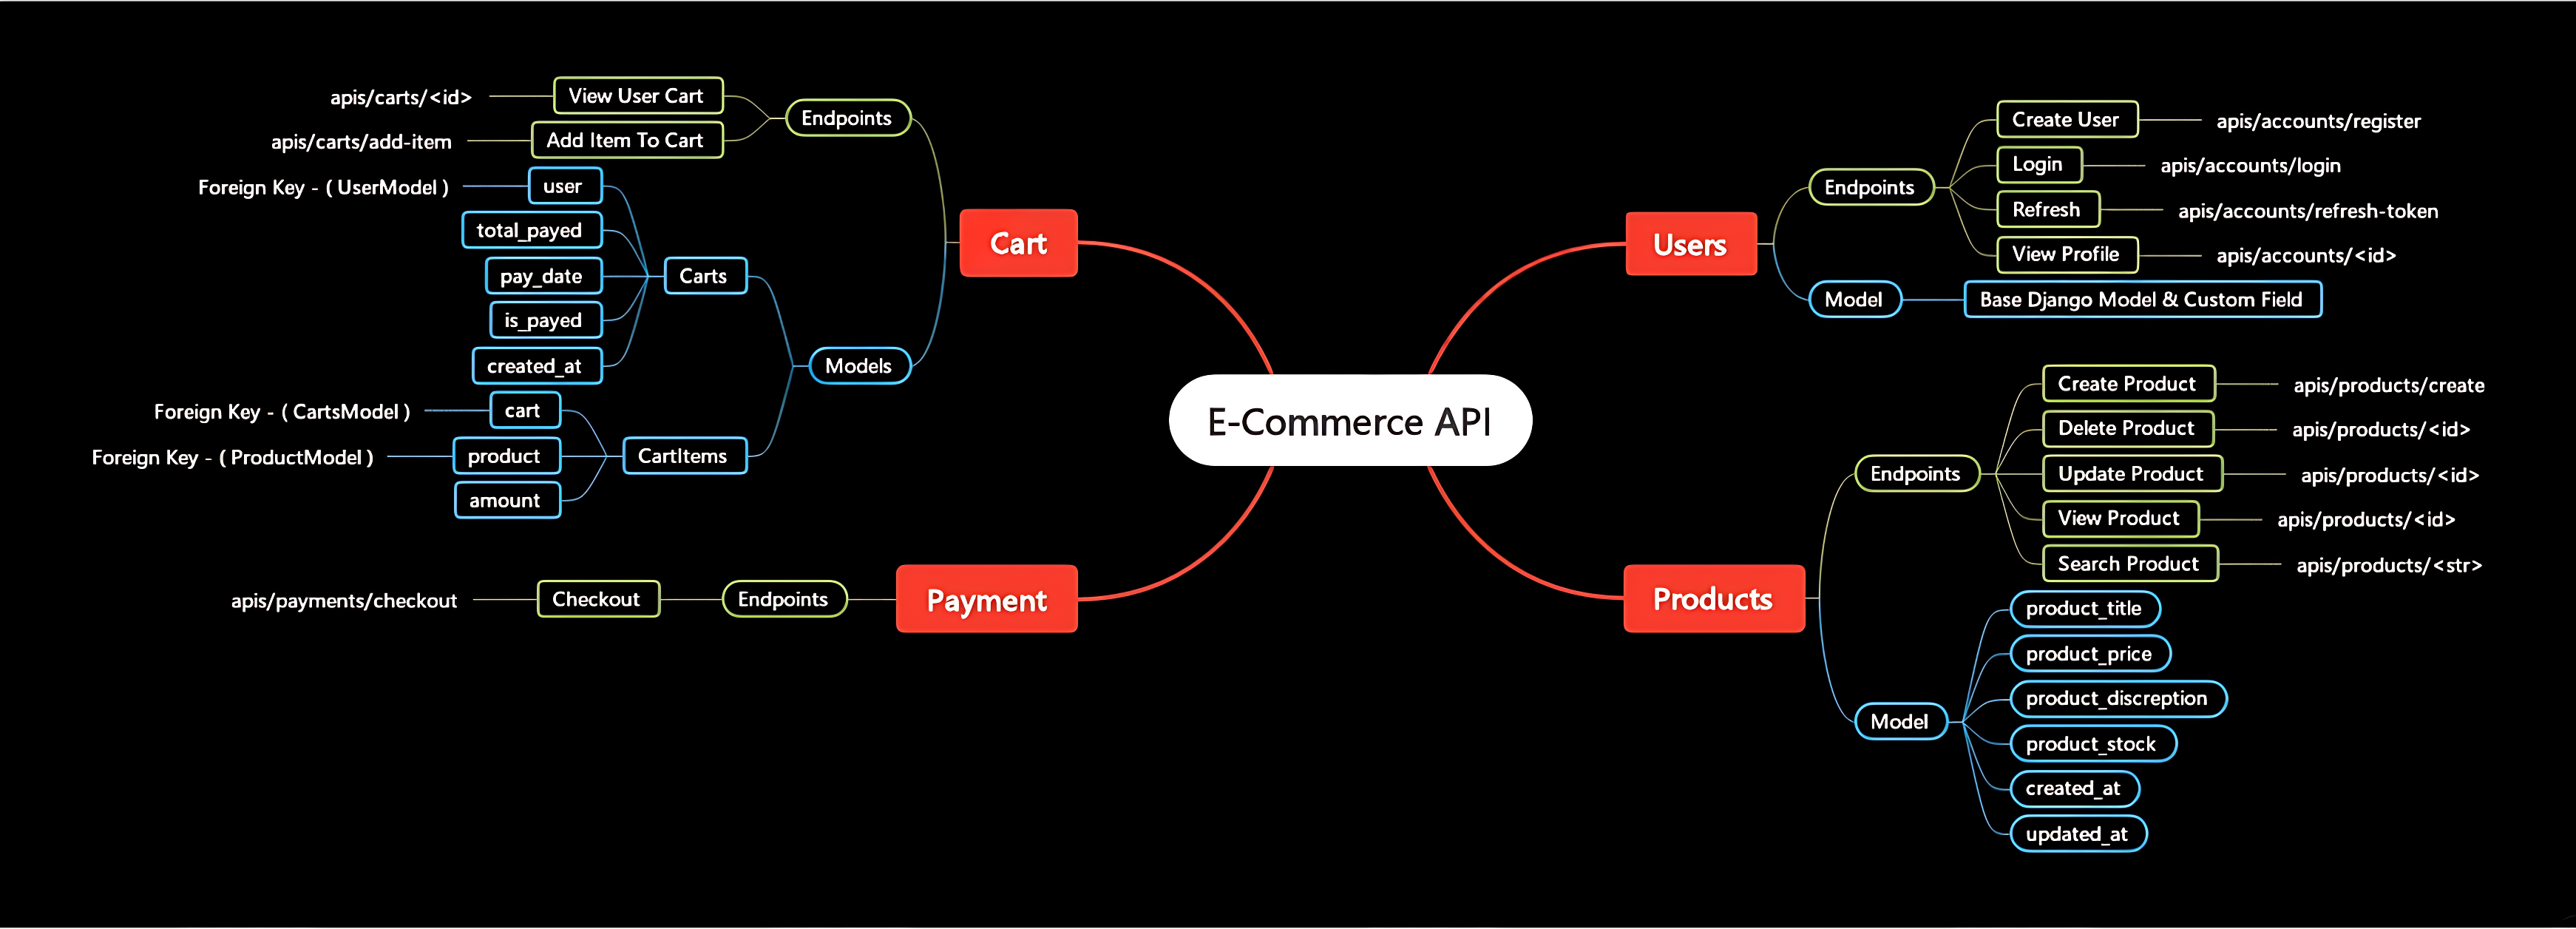 E-Commerce API
Cart
Endpoints
View User Cart
apis/carts/<id>
Add Item To Cart
apis/carts/add-item
Models
Carts
user
Foreign Key - ( UserModel )
total_payed
pay_date
is_payed
created_at
CartItems
cart
Foreign Key - ( CartsModel )
product
Foreign Key - ( ProductModel )
amount
Payment
Endpoints
Checkout
apis/payments/checkout
Users
Endpoints
Create User
apis/accounts/register
Login
apis/accounts/login
Refresh
apis/accounts/refresh-token
View Profile
apis/accounts/<id>
Model
Base Django Model & Custom Field
Products
Endpoints
Create Product
apis/products/create
Delete Product
apis/products/<id>
Update Product
apis/products/<id>
View Product
apis/products/<id>
Search Product
apis/products/<str>
Model
product_title
product_price
product_discreption
product_stock
created_at
updated_at